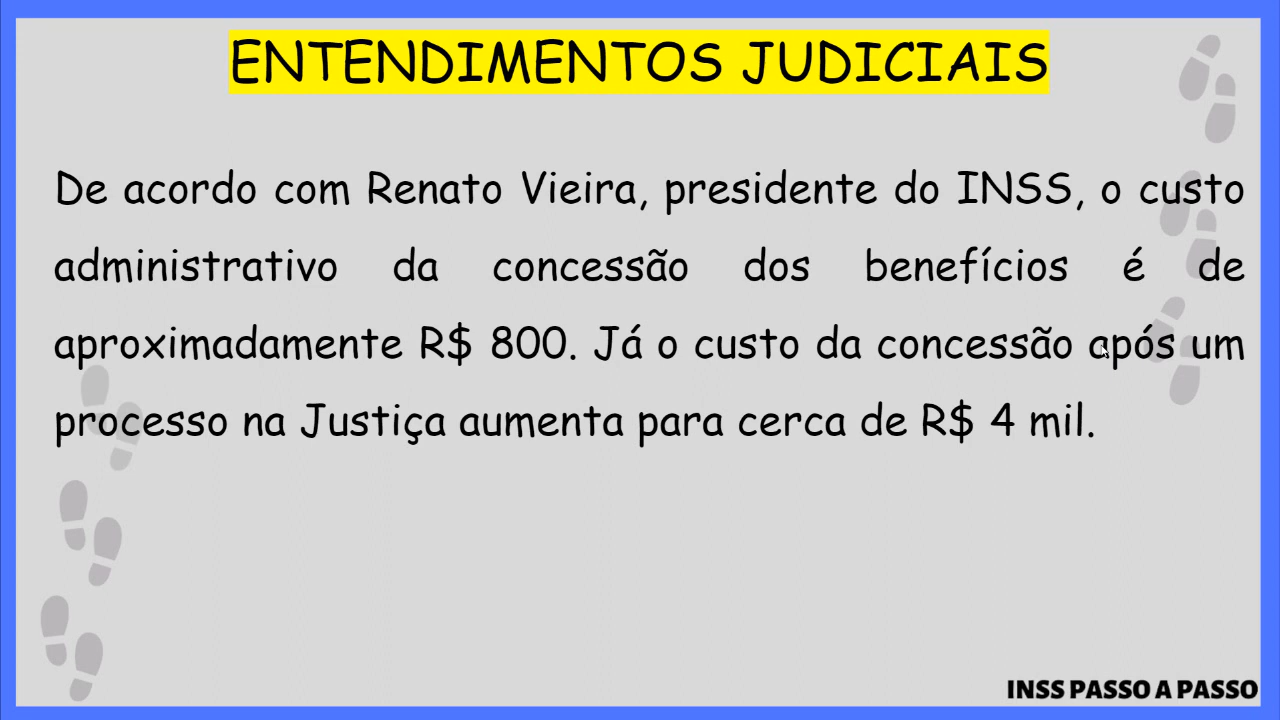 ENTENDIMENTOS JUDICIAIS
De acordo com Renato Vieira, presidente do INSS, o custo
administrativo da concessão dos benefícios é de
aproximadamente R$ 800. Já o custo da concessão após um
processo na Justiça aumenta para cerca de R$ 4 mil.
INSS PASSO A PASSO